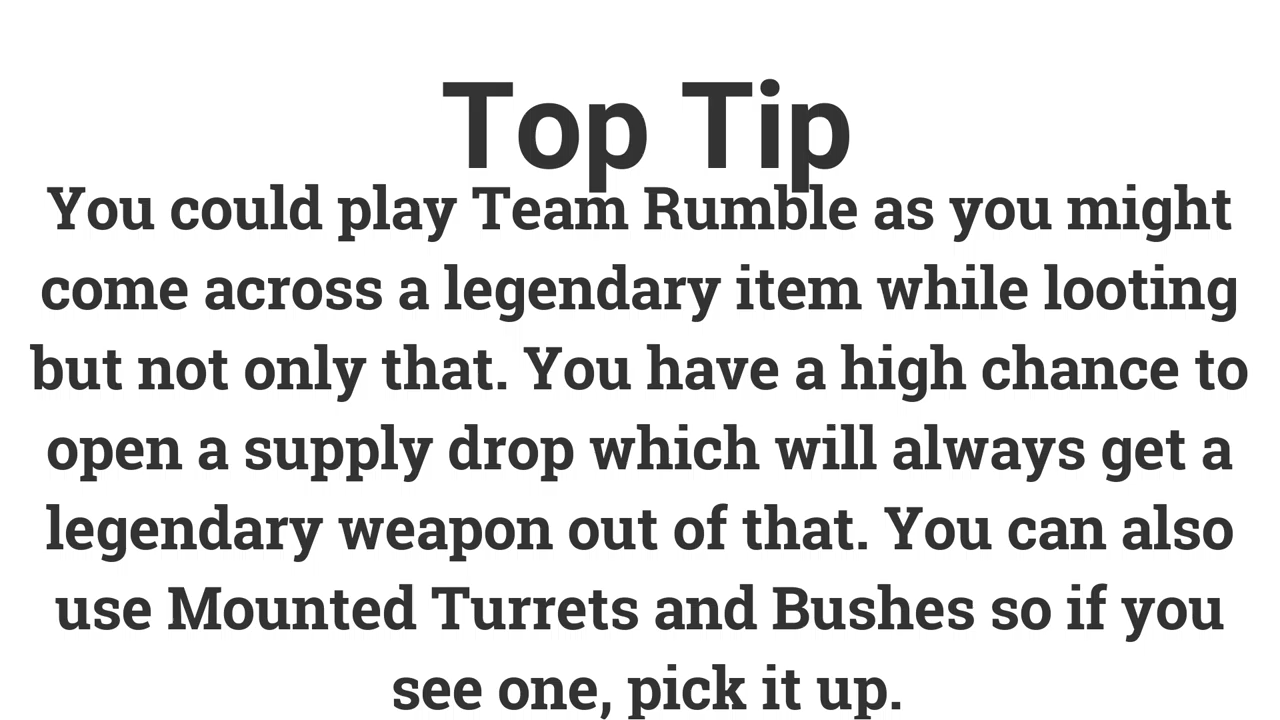 Top Tip
You could play Team Rumble as you might
come across a legendary item while looting
but not only that. You have a high chance to
open a supply drop which will always get a
legendary weapon out of that. You can also
use Mounted Turrets and Bushes so if you
see one, pick it up.